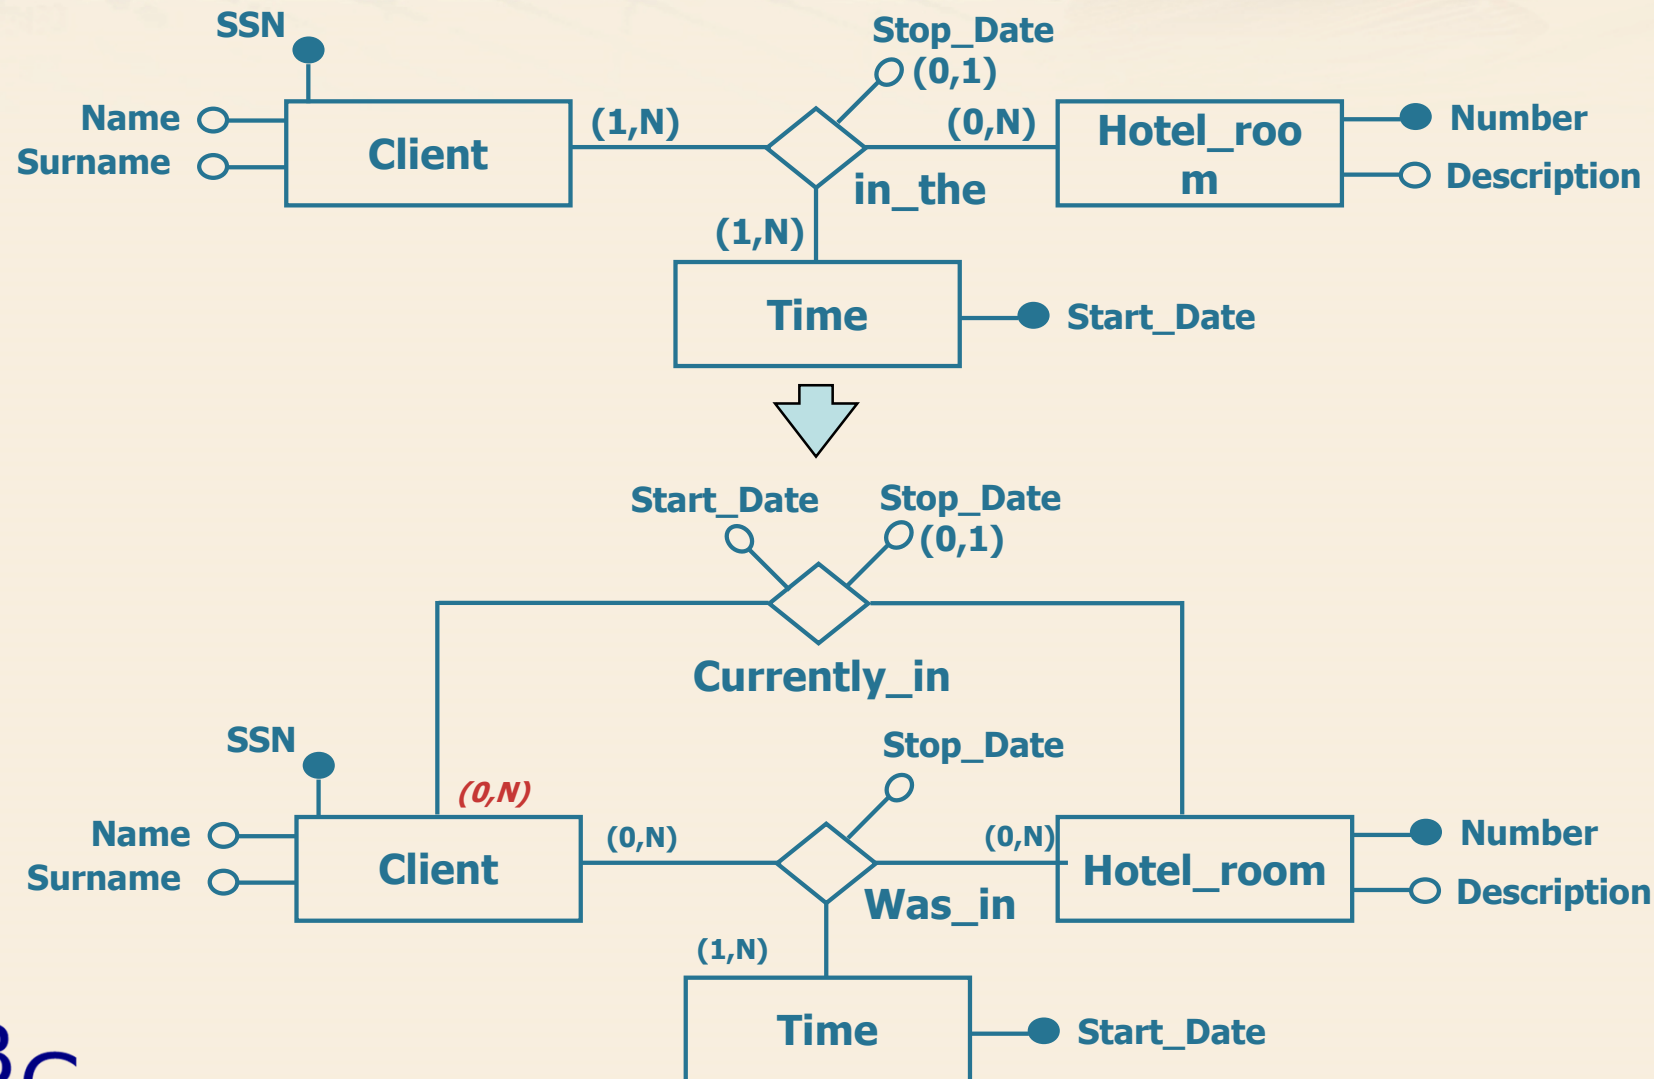 SSN
Stop_Date
(0,1)
Name
Surname
Client
(1,N)
(0,N)
Hotel_roo
m
Number
Description
in_the
(1,N)
Time
Start_Date
Start_Date
Stop_Date
(0,1)
Currently_in
SSN
Stop_Date
(0,N)
Name
Surname
Client
(0,N)
(0,N)
Hotel_room
Number
Description
Was_in
(1,N)
Time
Start_Date